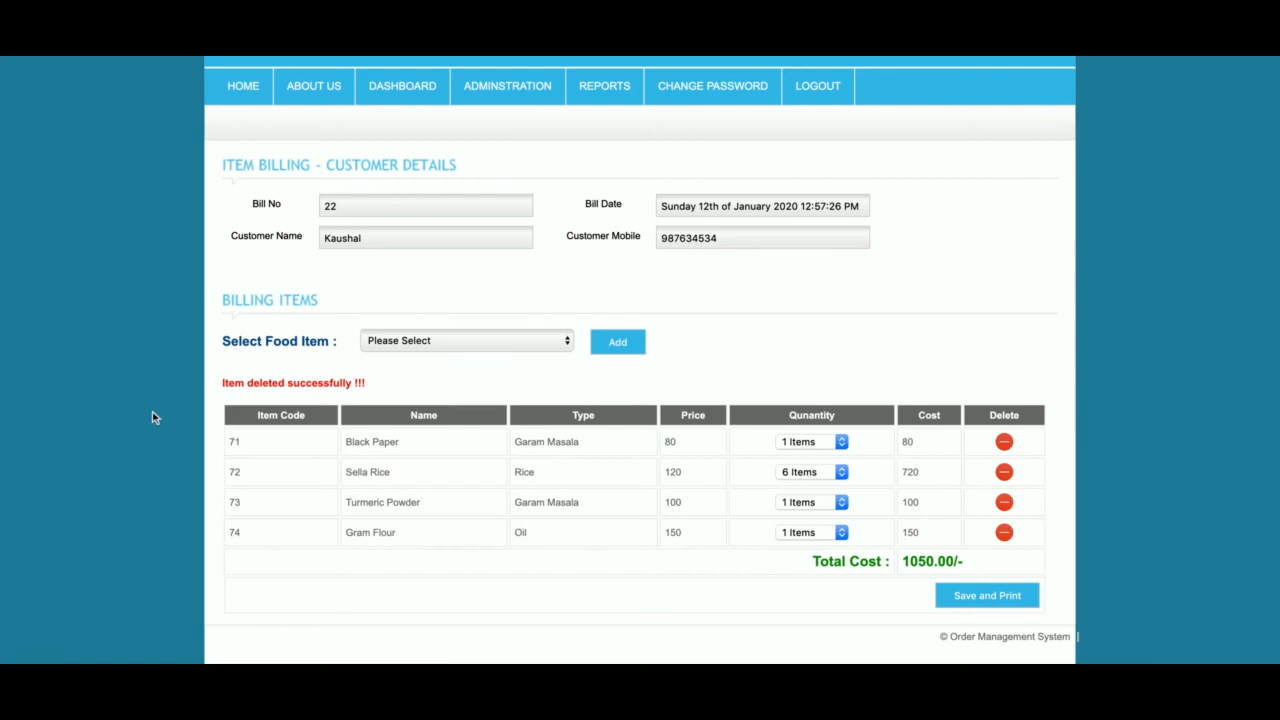 HOME ABOUT US DASHBOARD ADMINSTRATION REPORTS CHANGE PASSWORD LOGOUT
ITEM BILLING - CUSTOMER DETAILS
Bill No 22 Bill Date Sunday 12th of January 2020 12:57:26 PM
Customer Name Kaushal Customer Mobile 987634534
BILLING ITEMS
Select Food Item : Please Select Add
Item deleted successfully !!!
Item Code Name Type Price Qunantity Cost Delete
71 Black Paper Garam Masala 80 1 Items 80
72 Sella Rice Rice 120 6 Items 720
73 Turmeric Powder Garam Masala 100 1 Items 100
74 Gram Flour Oil 150 1 Items 150
Total Cost : 1050.00/-
Save and Print
© Order Management System |